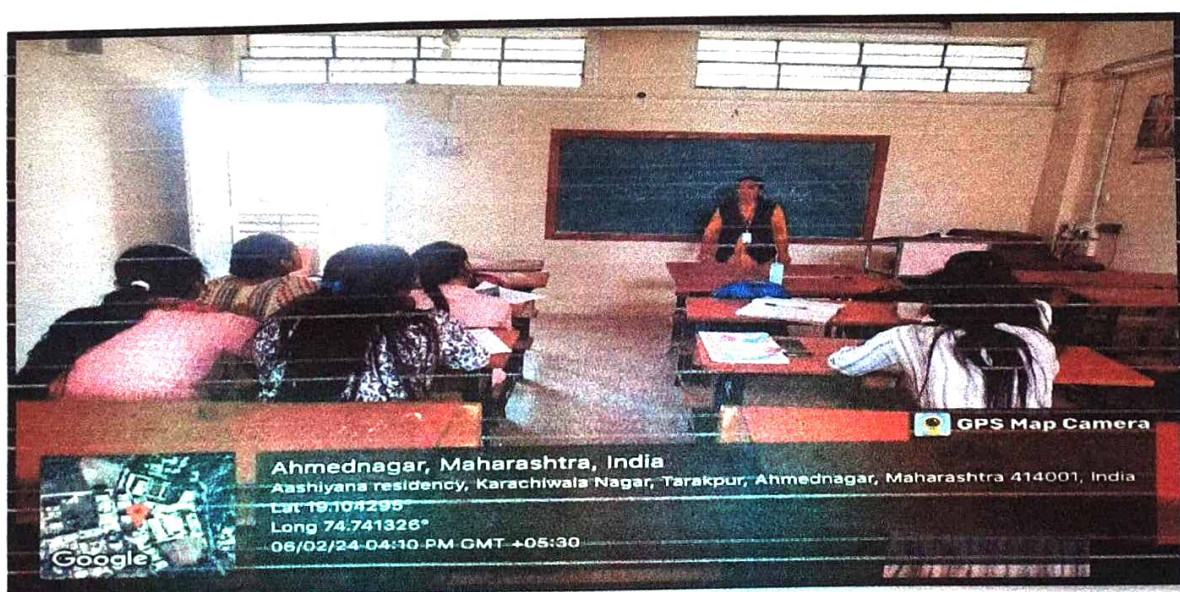 GPS Map Camera
Ahmednagar, Maharashtra, India
Aashiyana residency, Karachiwala Nagar, Tarakpur, Ahmednagar, Maharashtra 414001, India
Lat 19.104295°
Long 74.741326°
06/02/24 04:10 PM GMT +05:30
Google